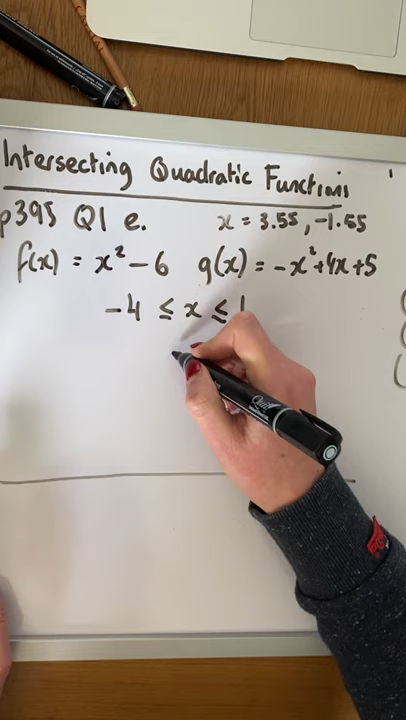 Intersecting Quadratic Functions
p395 Q1 e. x = 3.55, -1.55
f(x) = x² - 6 g(x) = -x² + 4x + 5
-4 ≤ x ≤